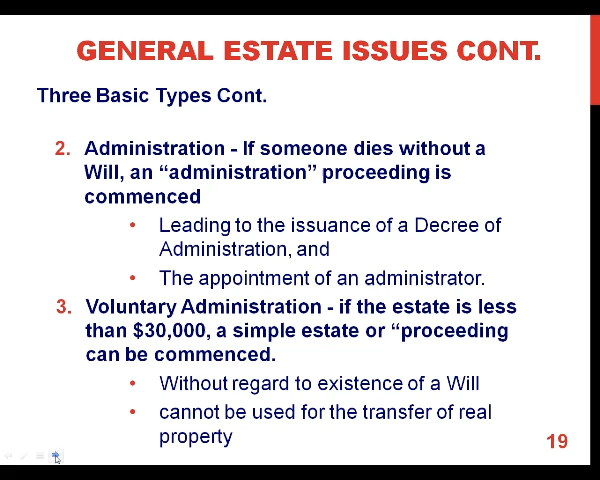 GENERAL ESTATE ISSUES CONT.
Three Basic Types Cont.
2. Administration - If someone dies without a
Will, an “administration” proceeding is
commenced
• Leading to the issuance of a Decree of
Administration, and
• The appointment of an administrator.
3. Voluntary Administration - if the estate is less
than $30,000, a simple estate or “proceeding
can be commenced.
• Without regard to existence of a Will
• cannot be used for the transfer of real
property
19